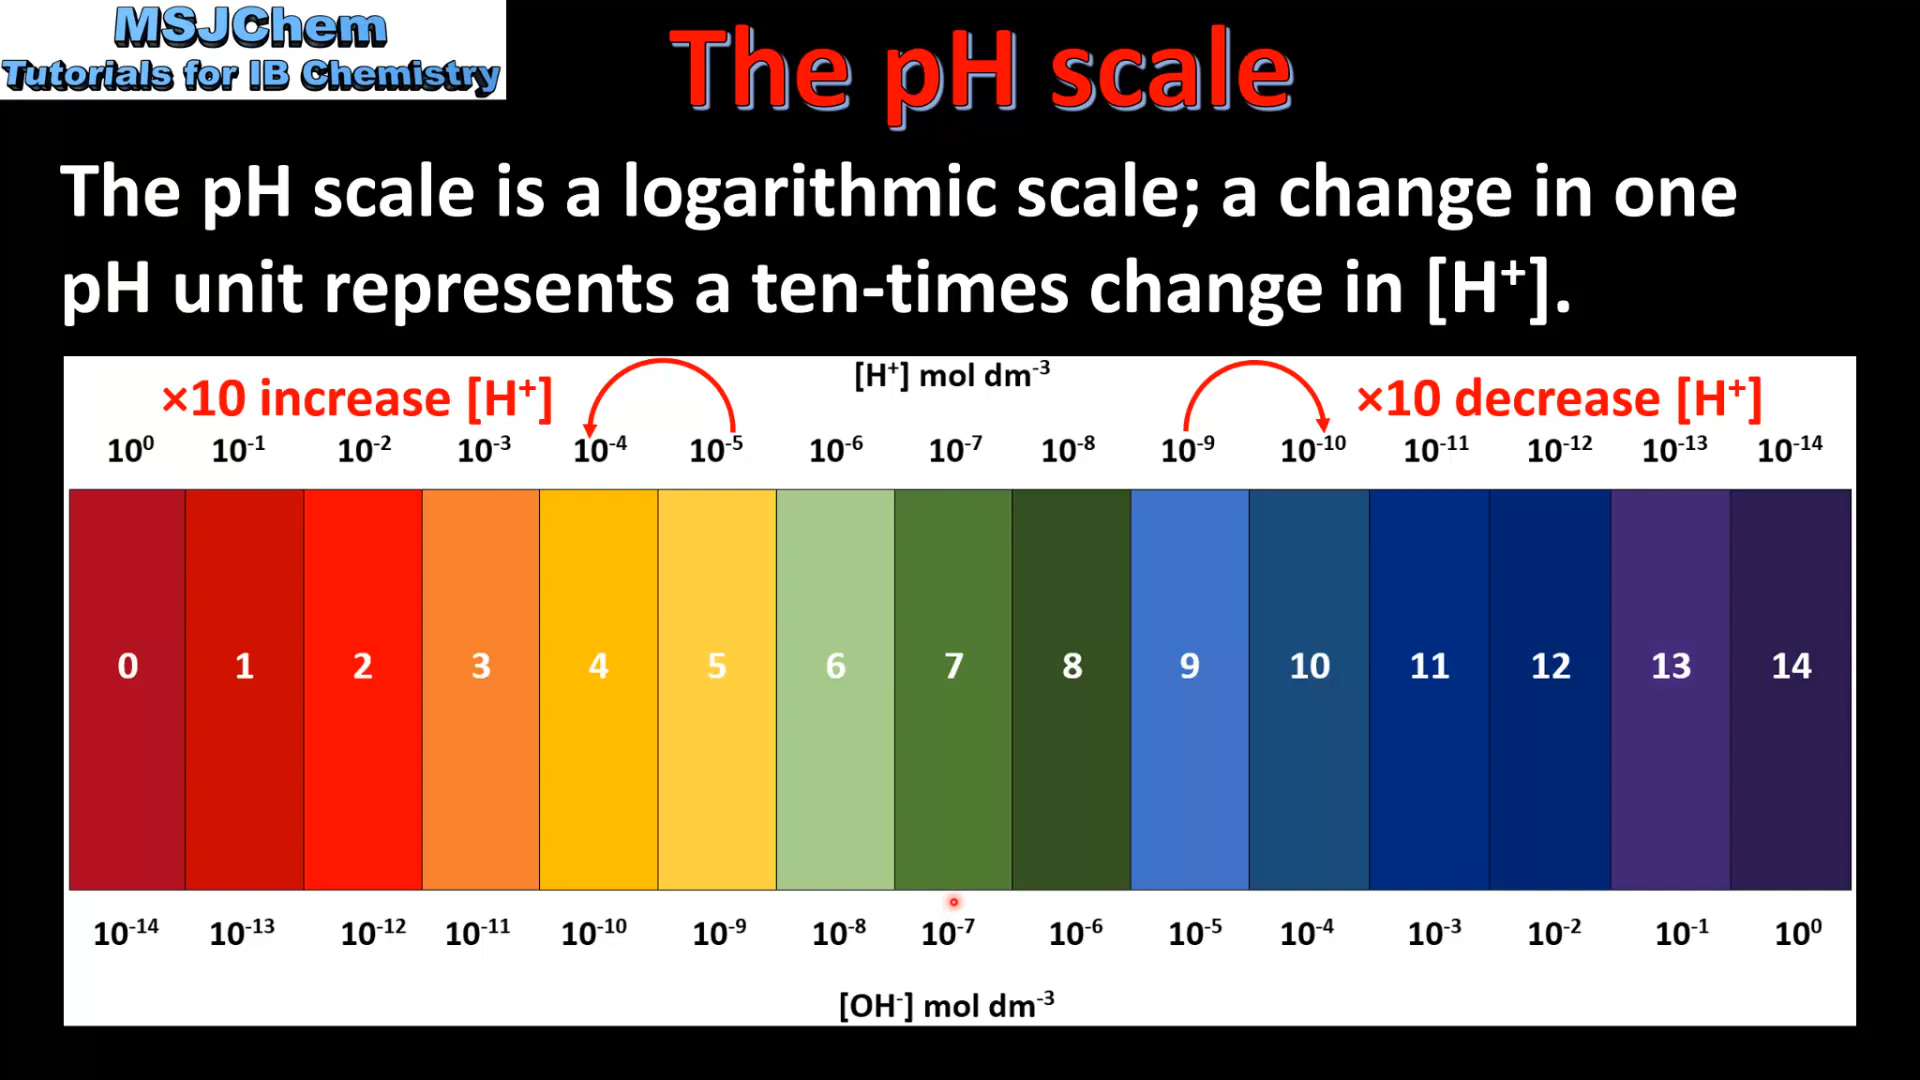 MSJChem
Tutorials for IB Chemistry
The pH scale
The pH scale is a logarithmic scale; a change in one
pH unit represents a ten-times change in [H⁺].
[H⁺] mol dm⁻³
×10 increase [H⁺] ×10 decrease [H⁺]
10⁰ 10⁻¹ 10⁻² 10⁻³ 10⁻⁴ 10⁻⁵ 10⁻⁶ 10⁻⁷ 10⁻⁸ 10⁻⁹ 10⁻¹⁰ 10⁻¹¹ 10⁻¹² 10⁻¹³ 10⁻¹⁴
0 1 2 3 4 5 6 7 8 9 10 11 12 13 14
10⁻¹⁴ 10⁻¹³ 10⁻¹² 10⁻¹¹ 10⁻¹⁰ 10⁻⁹ 10⁻⁸ 10⁻⁷ 10⁻⁶ 10⁻⁵ 10⁻⁴ 10⁻³ 10⁻² 10⁻¹ 10⁰
[OH⁻] mol dm⁻³